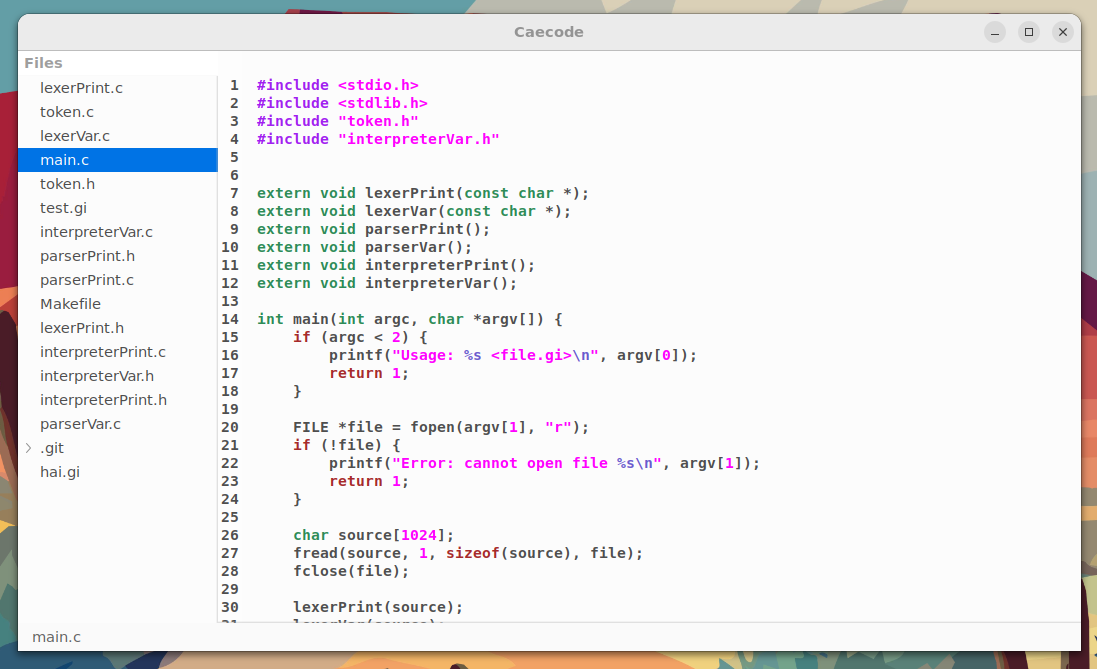 Caecode
Files
lexerPrint.c
token.c
lexerVar.c
main.c
token.h
test.gi
interpreterVar.c
parserPrint.h
parserPrint.c
Makefile
lexerPrint.h
interpreterPrint.c
interpreterVar.h
interpreterPrint.h
parserVar.c
.git
hai.gi
1 #include <stdio.h>
2 #include <stdlib.h>
3 #include "token.h"
4 #include "interpreterVar.h"
5
6
7 extern void lexerPrint(const char *);
8 extern void lexerVar(const char *);
9 extern void parserPrint();
10 extern void parserVar();
11 extern void interpreterPrint();
12 extern void interpreterVar();
13
14 int main(int argc, char *argv[]) {
15     if (argc < 2) {
16         printf("Usage: %s <file.gi>\n", argv[0]);
17         return 1;
18     }
19
20     FILE *file = fopen(argv[1], "r");
21     if (!file) {
22         printf("Error: cannot open file %s\n", argv[1]);
23         return 1;
24     }
25
26     char source[1024];
27     fread(source, 1, sizeof(source), file);
28     fclose(file);
29
30     lexerPrint(source);
31     lexerVar(source);
main.c